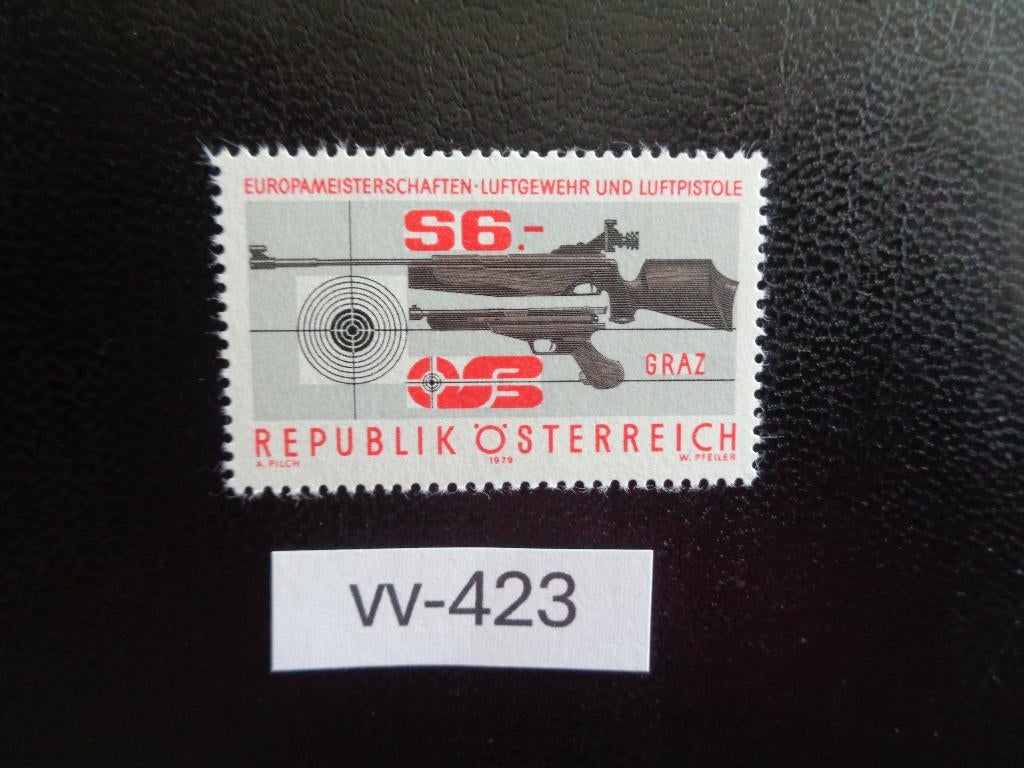 EUROPAMEISTERSCHAFTEN·LUFTGEWEHR UND LUFTPISTOLE
S6.-
GRAZ
REPUBLIK ÖSTERREICH
A. PILCH 1979 W. PFEILER
vv-423